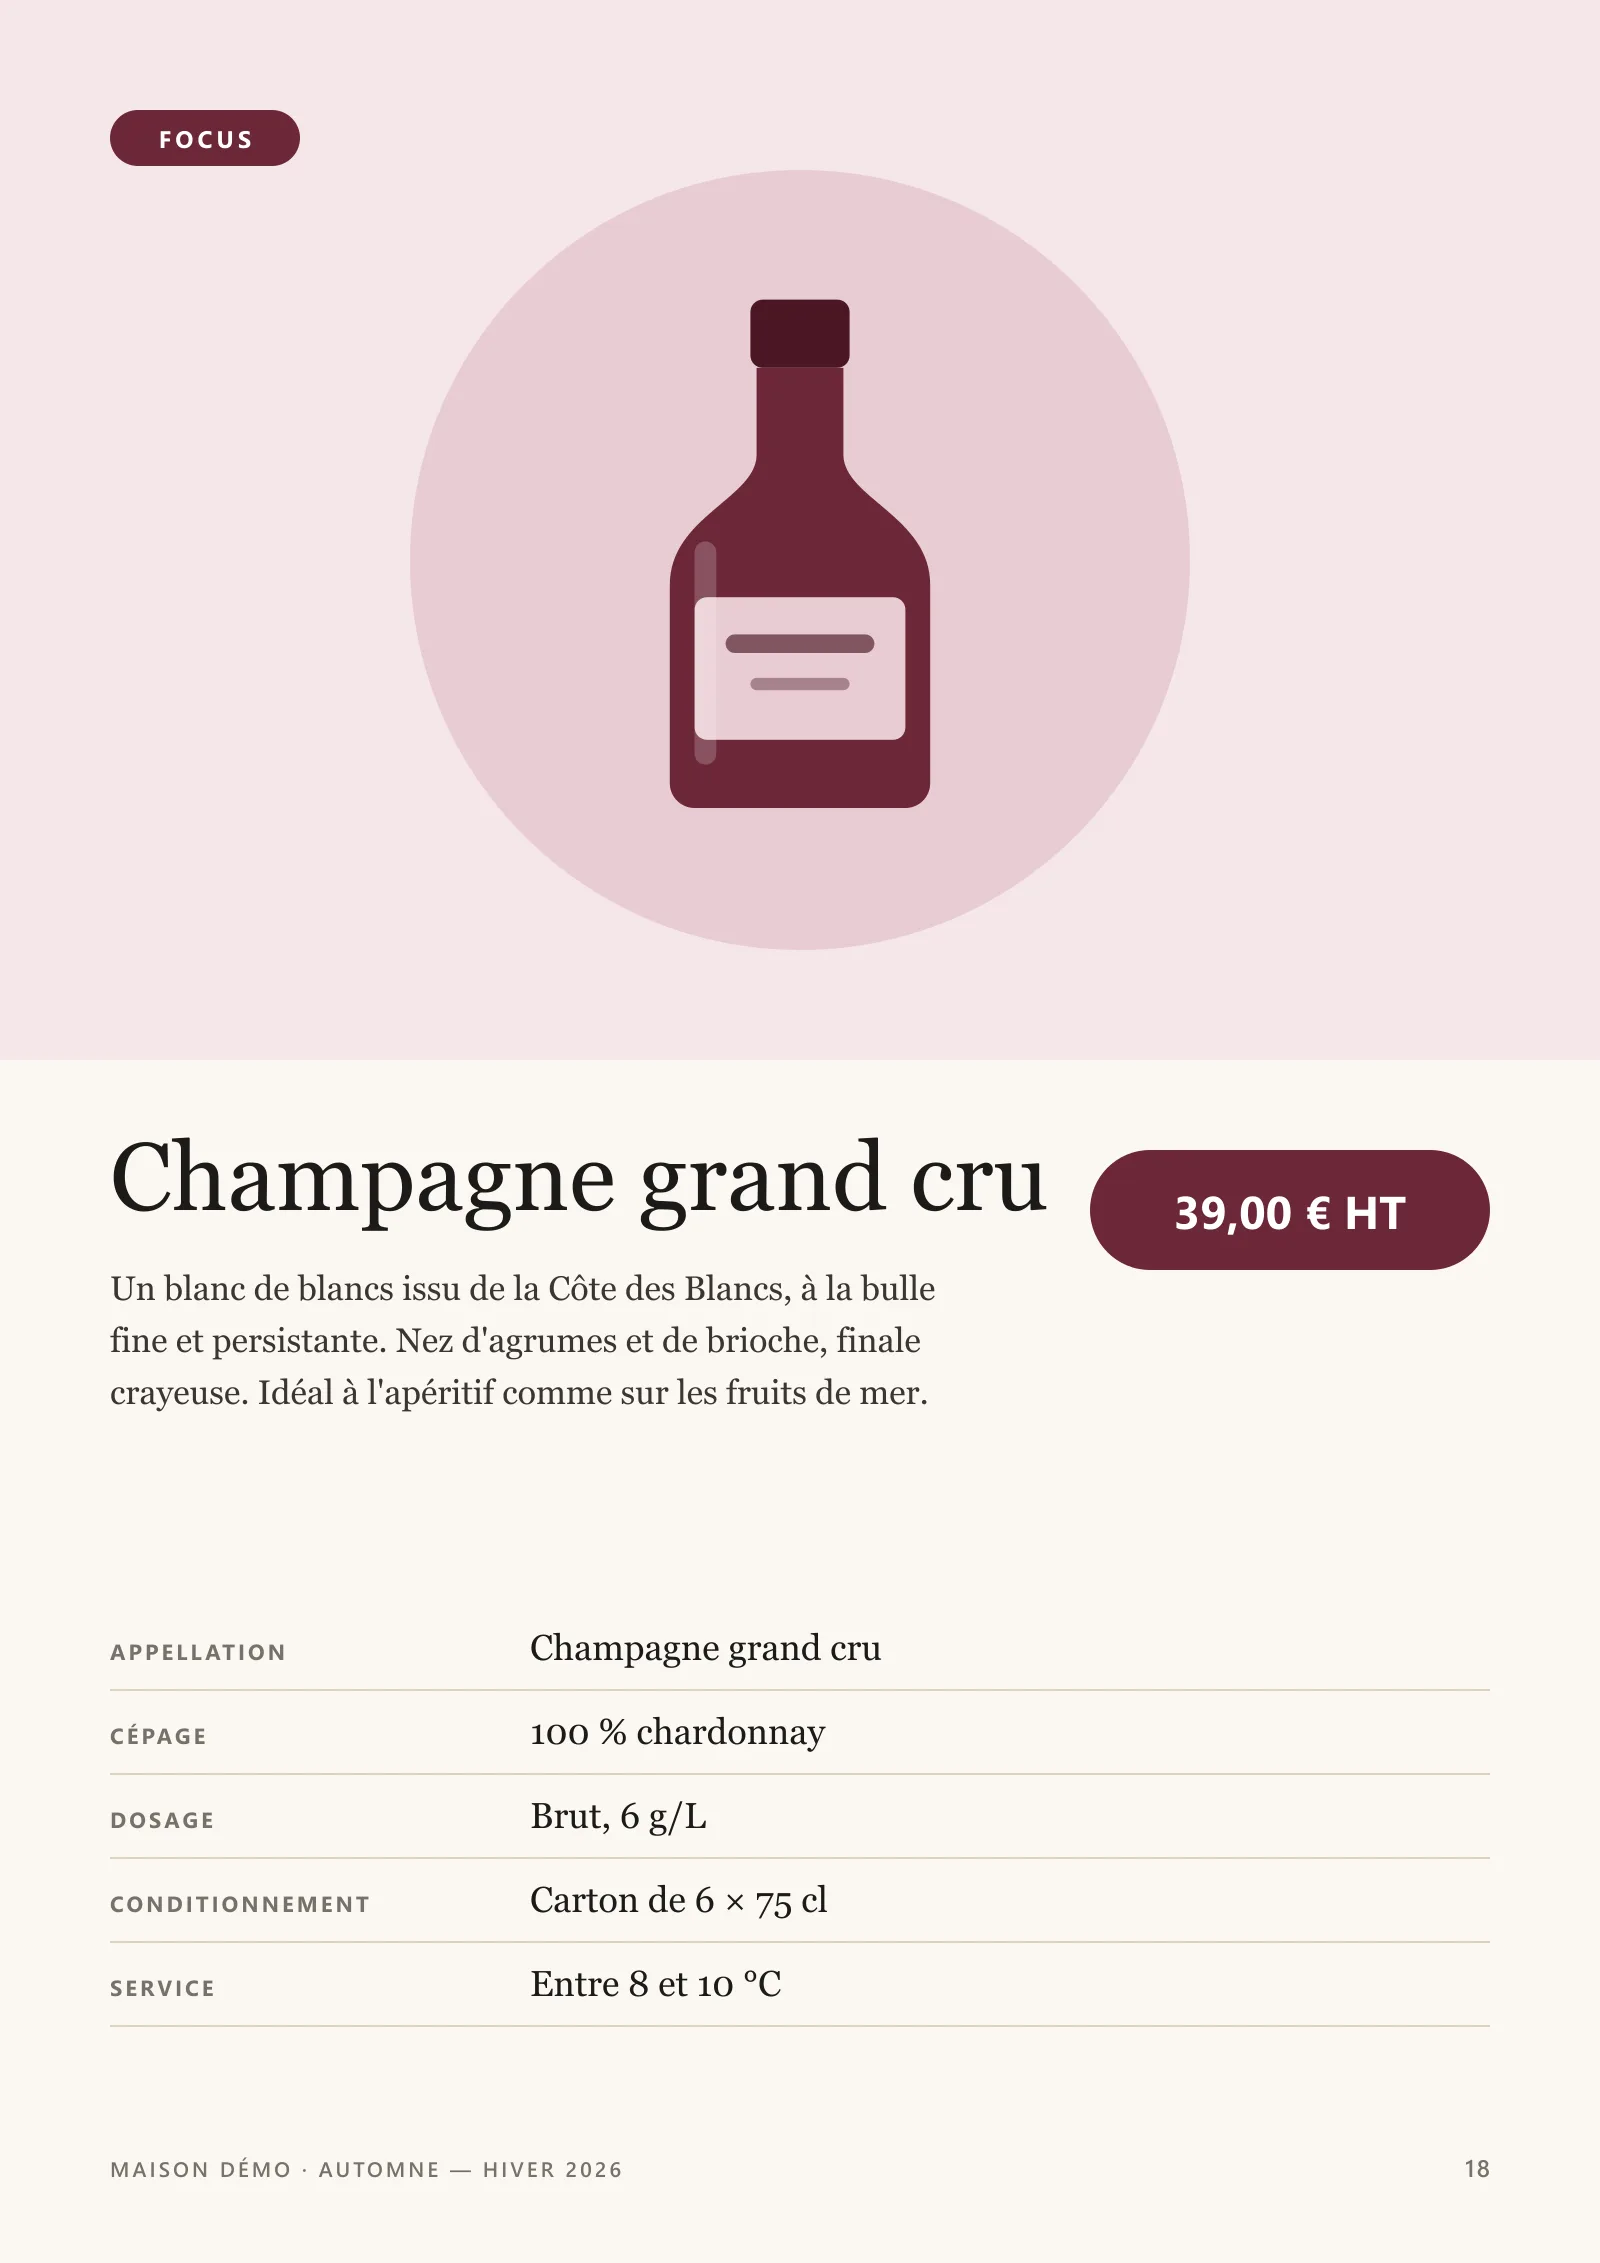 FOCUS
Champagne grand cru
39,00 € HT
Un blanc de blancs issu de la Côte des Blancs, à la bulle
fine et persistante. Nez d'agrumes et de brioche, finale
crayeuse. Idéal à l'apéritif comme sur les fruits de mer.
APPELLATION Champagne grand cru
CÉPAGE 100 % chardonnay
DOSAGE Brut, 6 g/L
CONDITIONNEMENT Carton de 6 × 75 cl
SERVICE Entre 8 et 10 °C
MAISON DÉMO · AUTOMNE — HIVER 2026 18